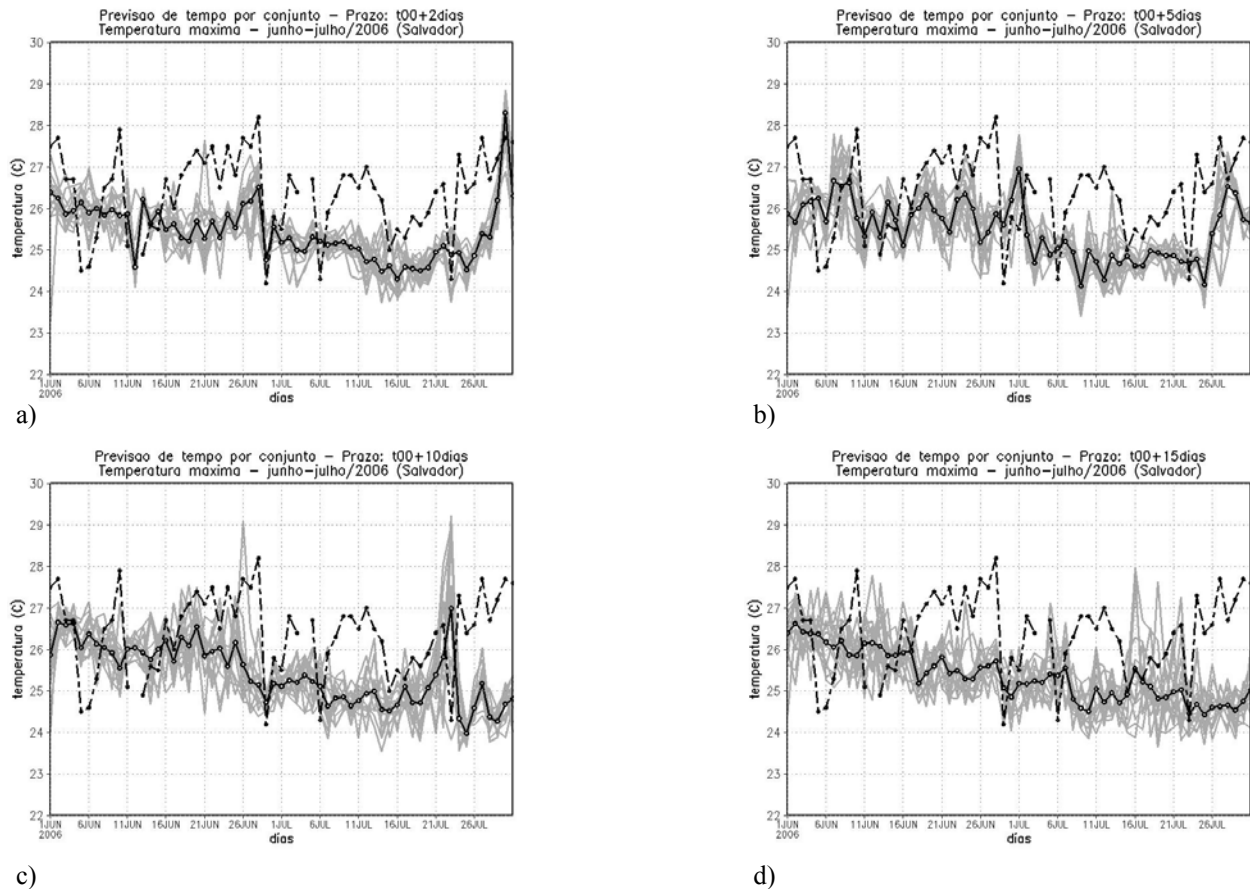 Previsao de tempo por conjunto – Prazo: t00+2dias
Temperatura maxima – junho–julho/2006 (Salvador)
temperatura (C)
30
29
28
27
26
25
24
23
22
1JUN 6JUN 11JUN 16JUN 21JUN 26JUN 1JUL 6JUL 11JUL 16JUL 21JUL 26JUL
2006
dias
a)
Previsao de tempo por conjunto – Prazo: t00+5dias
Temperatura maxima – junho–julho/2006 (Salvador)
temperatura (C)
30
29
28
27
26
25
24
23
22
1JUN 6JUN 11JUN 16JUN 21JUN 26JUN 1JUL 6JUL 11JUL 16JUL 21JUL 26JUL
2006
dias
b)
Previsao de tempo por conjunto – Prazo: t00+10dias
Temperatura maxima – junho–julho/2006 (Salvador)
temperatura (C)
30
29
28
27
26
25
24
23
22
1JUN 6JUN 11JUN 16JUN 21JUN 26JUN 1JUL 6JUL 11JUL 16JUL 21JUL 26JUL
2006
dias
c)
Previsao de tempo por conjunto – Prazo: t00+15dias
Temperatura maxima – junho–julho/2006 (Salvador)
temperatura (C)
30
29
28
27
26
25
24
23
22
1JUN 6JUN 11JUN 16JUN 21JUN 26JUN 1JUL 6JUL 11JUL 16JUL 21JUL 26JUL
2006
dias
d)